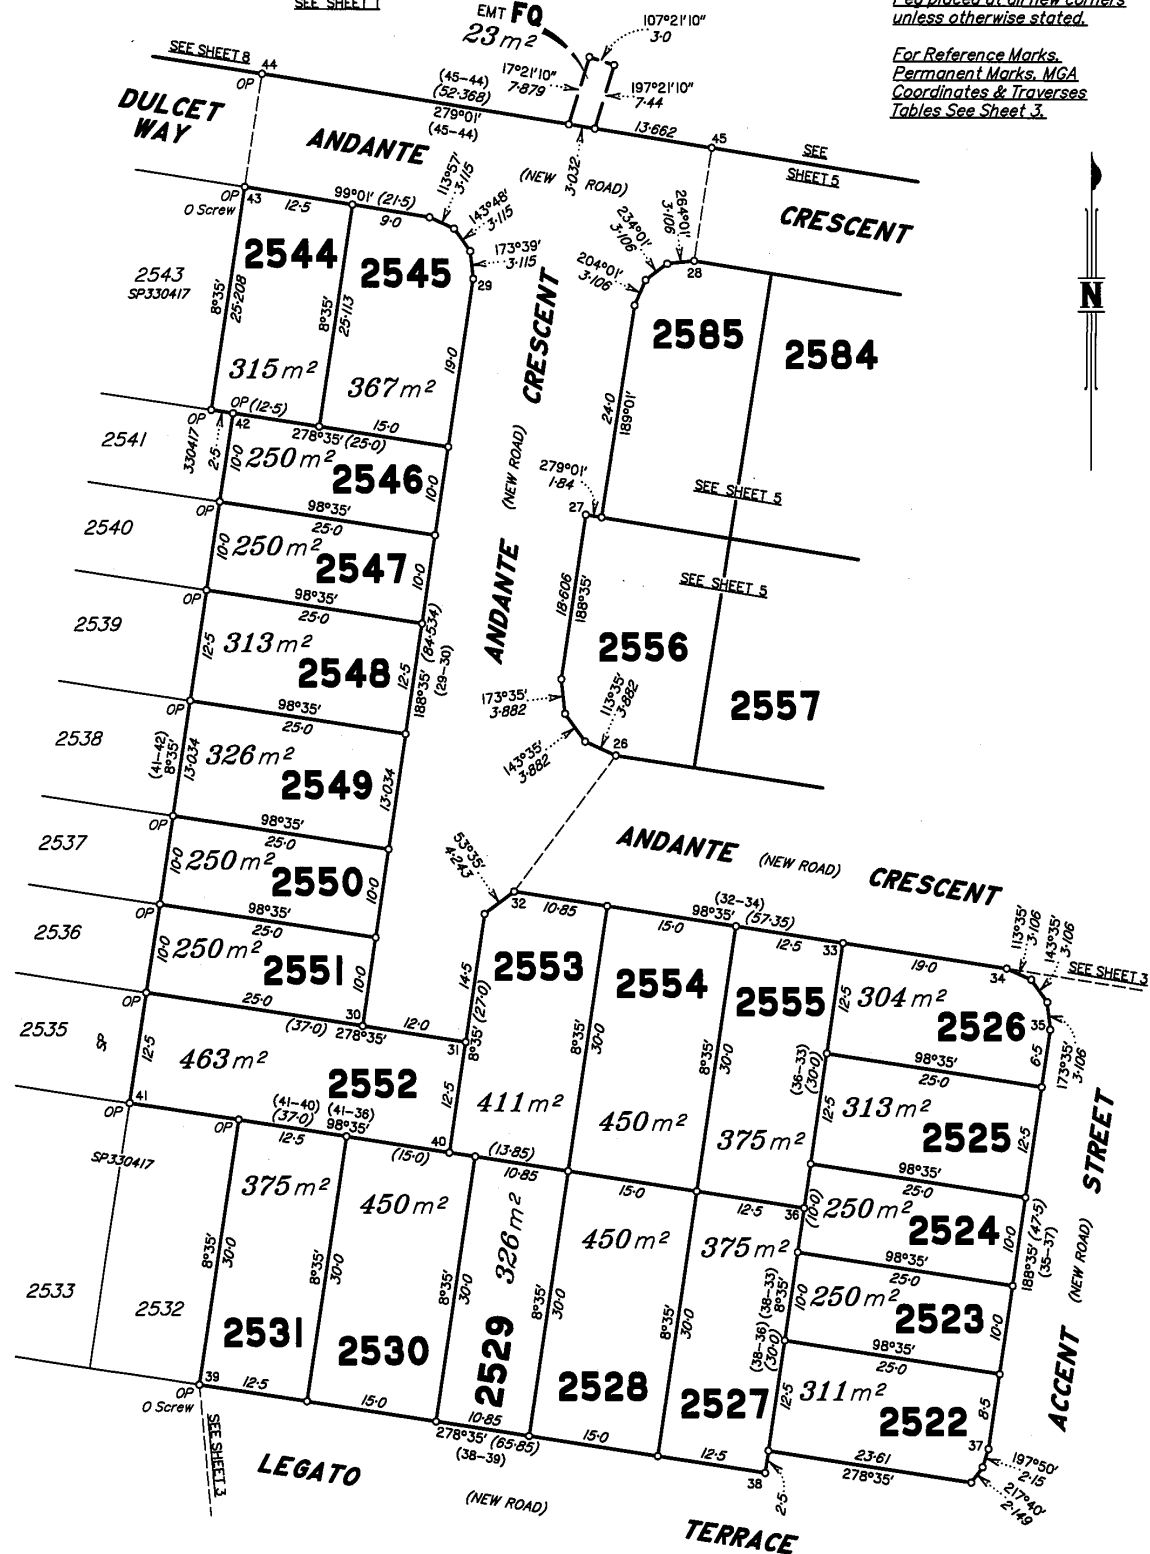 SEE SHEET 1
Peg placed at all new corners
unless otherwise stated.
For Reference Marks,
Permanent Marks, MGA
Coordinates & Traverses
Tables See Sheet 3.
EMT FQ
23 m²
107°21'10"
3·0
17°21'10"
7·879
197°21'10"
7·44
SEE SHEET 8
44
OP
(45-44)
(52·368)
279°01'
(45-44)
13·662
45
SEE
SHEET 5
3·032
DULCET
WAY
ANDANTE
(NEW ROAD)
CRESCENT
N
OP
O Screw
43
12·5
99°01' (21·5)
9·0
113°57'
3·115
143°48'
3·115
173°39'
3·115
29
234°01'
3·106
264°01'
3·106
204°01'
3·106
28
2543
SP330417
2544
2545
8°35'
25·208
8°35'
25·113
19·0
315 m²
367 m²
CRESCENT
(NEW ROAD)
ANDANTE
2585
2584
24·0
189°01'
279°01'
1·84
27
SEE SHEET 5
SEE SHEET 5
OP
OP (12·5)
42
15·0
278°35' (25·0)
330417
2·5
2541
10·0
250 m²
2546
10·0
98°35'
25·0
OP
2540
10·0
250 m²
2547
10·0
98°35'
25·0
OP
2539
12·5
313 m²
2548
12·5
188°35' (84·534)
(29-30)
98°35'
25·0
OP
18·606
188°35'
2556
2557
173°35'
3·882
143°35'
3·882
113°35'
3·882
26
2538
(41-42)
8°35'
13·034
326 m²
2549
13·034
98°35'
25·0
OP
2537
10·0
250 m²
2550
10·0
98°35'
25·0
OP
2536
10·0
250 m²
2551
10·0
OP
25·0
(37·0)
30
278°35'
12·0
31
53°35'
4·243
32
ANDANTE
(NEW ROAD)
CRESCENT
10·85
15·0
(32-34)
98°35' (57·35)
12·5
33
19·0
34
113°35'
3·106
143°35'
3·106
SEE SHEET 3
35
173°35'
3·106
2553
2554
2555
14·5
8°35' (27·0)
12·5
8°35'
30·0
8°35'
30·0
12·5
304 m²
2526
6·5
98°35'
25·0
(36-33)
(30·0)
12·5
313 m²
2525
12·5
98°35'
25·0
2535
SP
12·5
463 m²
2552
411 m²
450 m²
375 m²
41
OP
OP
(41-40)
(37·0)
12·5
(41-36)
98°35'
(15·0)
40
(13·85)
10·85
15·0
12·5
36
(10·0)
250 m²
2524
10·0
188°35' (47·5)
(35-37)
98°35'
25·0
SP330417
375 m²
450 m²
326 m²
450 m²
375 m²
8°35'
30·0
8°35'
30·0
8°35'
30·0
8°35'
30·0
8°35'
30·0
(38-33)
8°35'
10·0
250 m²
2523
10·0
98°35'
25·0
(38-36)
(30·0)
12·5
311 m²
2522
8·5
2533
2532
2531
2530
2529
2528
2527
OP
O Screw
39
12·5
15·0
10·85
278°35' (65·85)
(38-39)
15·0
12·5
38
2·5
23·61
278°35'
37
197°50'
2·15
217°40'
2·149
ACCENT
(NEW ROAD)
STREET
SEE SHEET 3
LEGATO
(NEW ROAD)
TERRACE